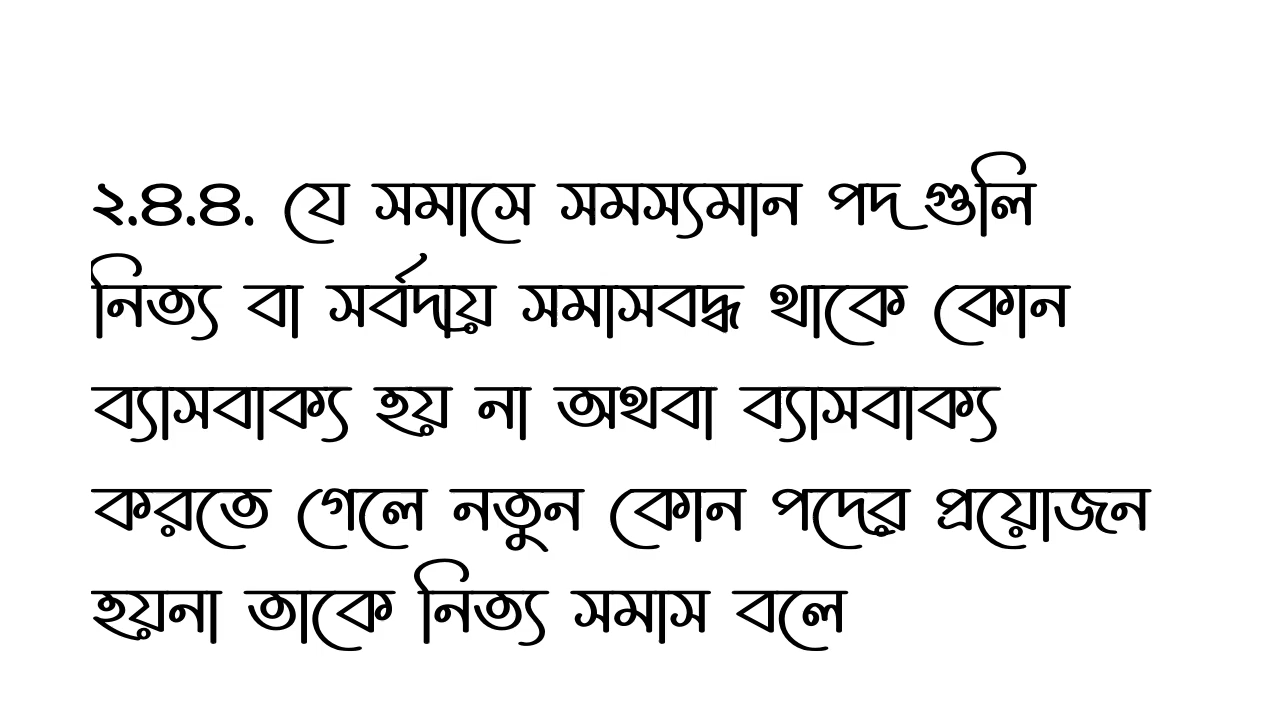 ২.৪.৪. যে সমাসে সমস্যমান পদ গুলি
নিত্য বা সর্বদায় সমাসবদ্ধ থাকে কোন
ব্যাসবাক্য হয় না অথবা ব্যাসবাক্য
করতে গেলে নতুন কোন পদের প্রয়োজন
হয়না তাকে নিত্য সমাস বলে